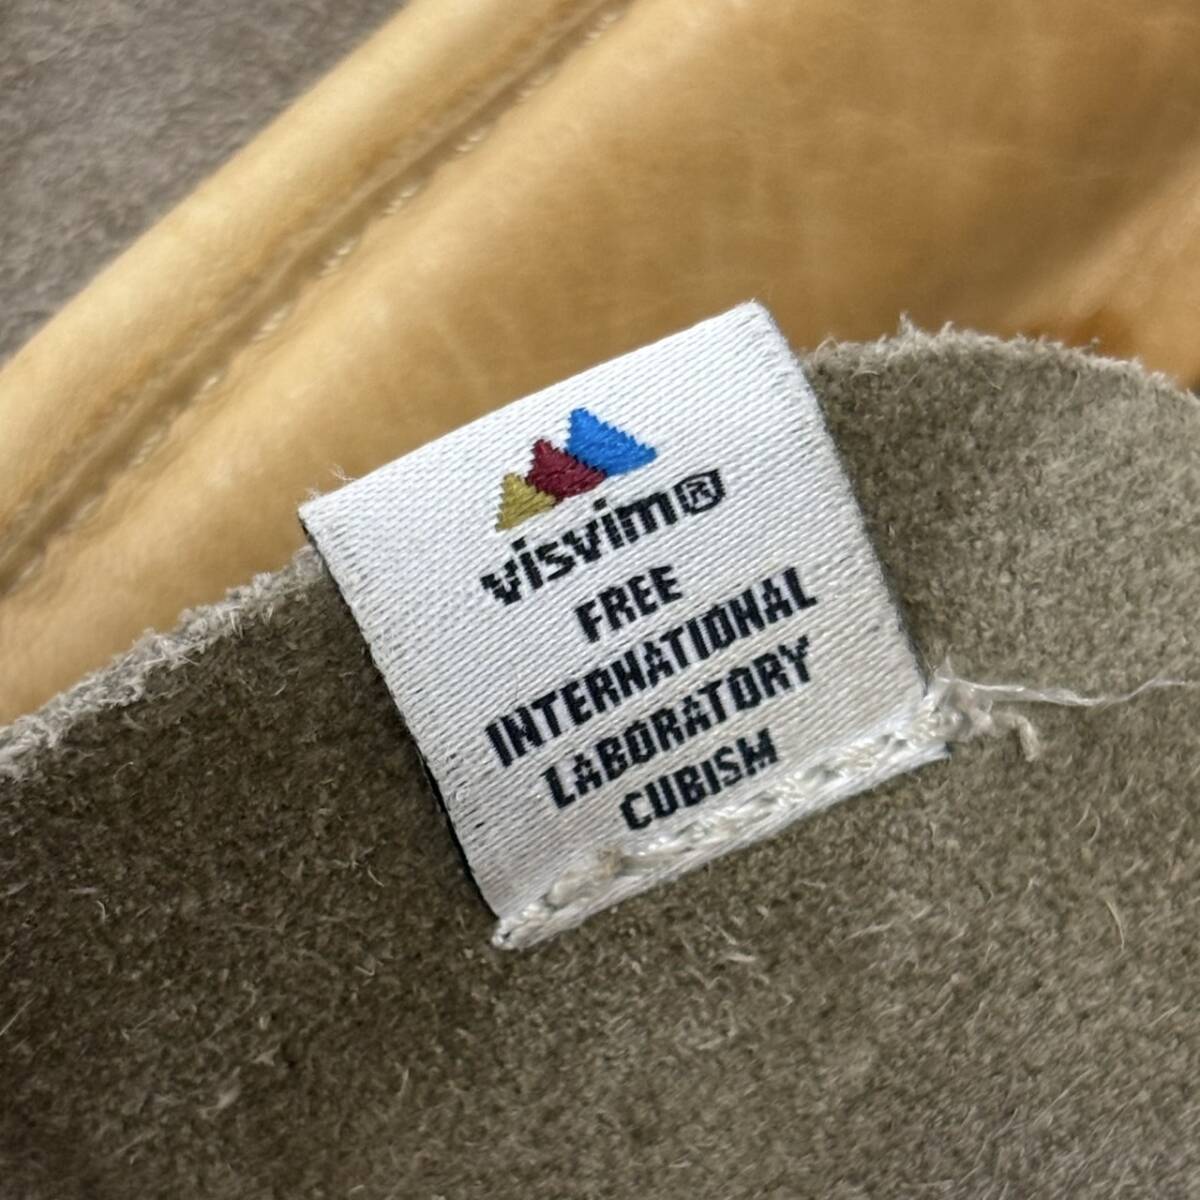 visvim®
FREE
INTERNATIONAL
LABORATORY
CUBISM